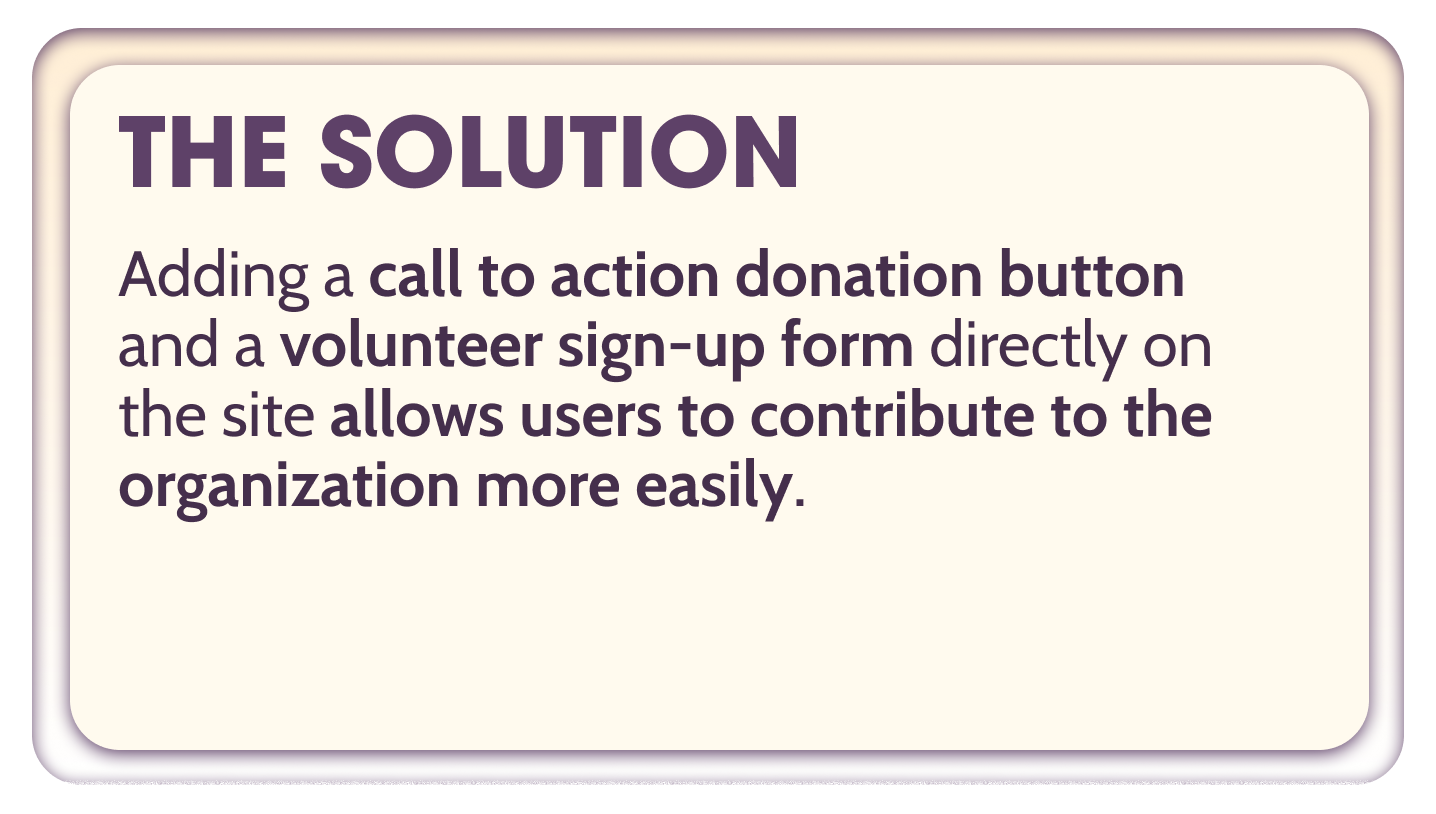 THE SOLUTION
Adding a call to action donation button
and a volunteer sign-up form directly on
the site allows users to contribute to the
organization more easily.